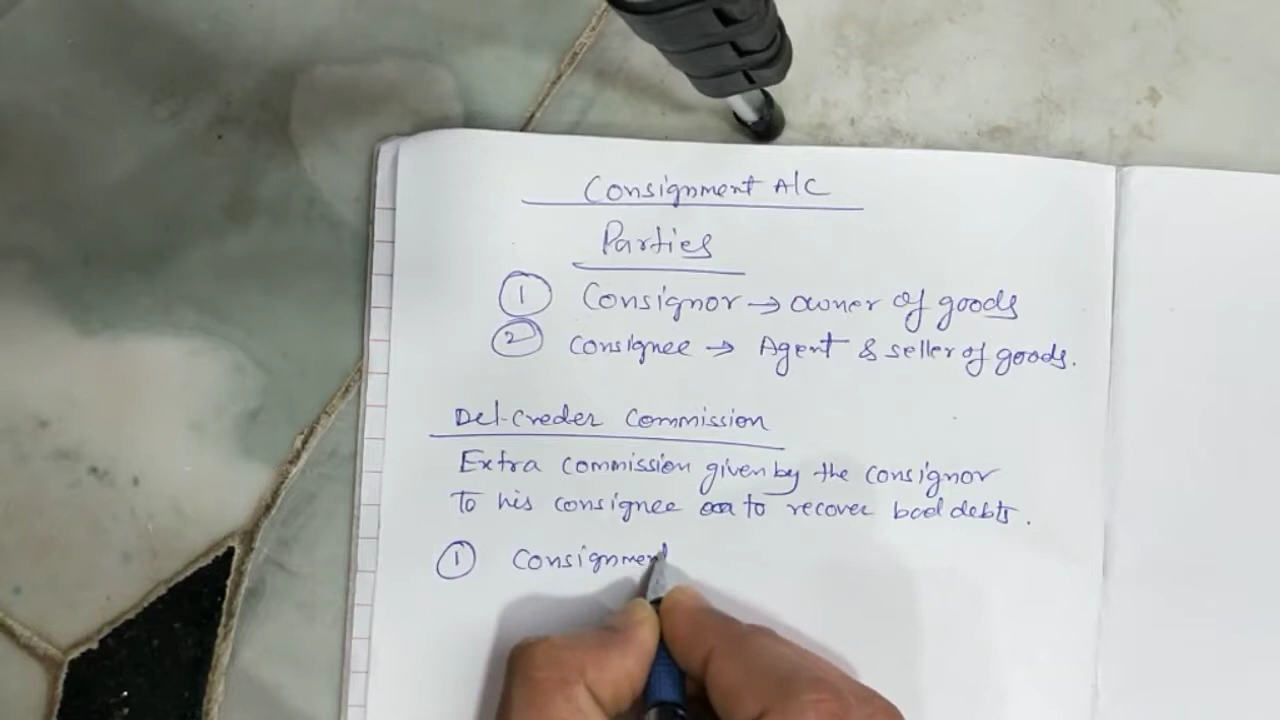 Consignment A/C
Parties
① Consignor → owner of goods
② Consignee → Agent & seller of goods.
Del-Creder Commission
Extra commission given by the consignor
To his consignee to recover bad debts.
① Consignment